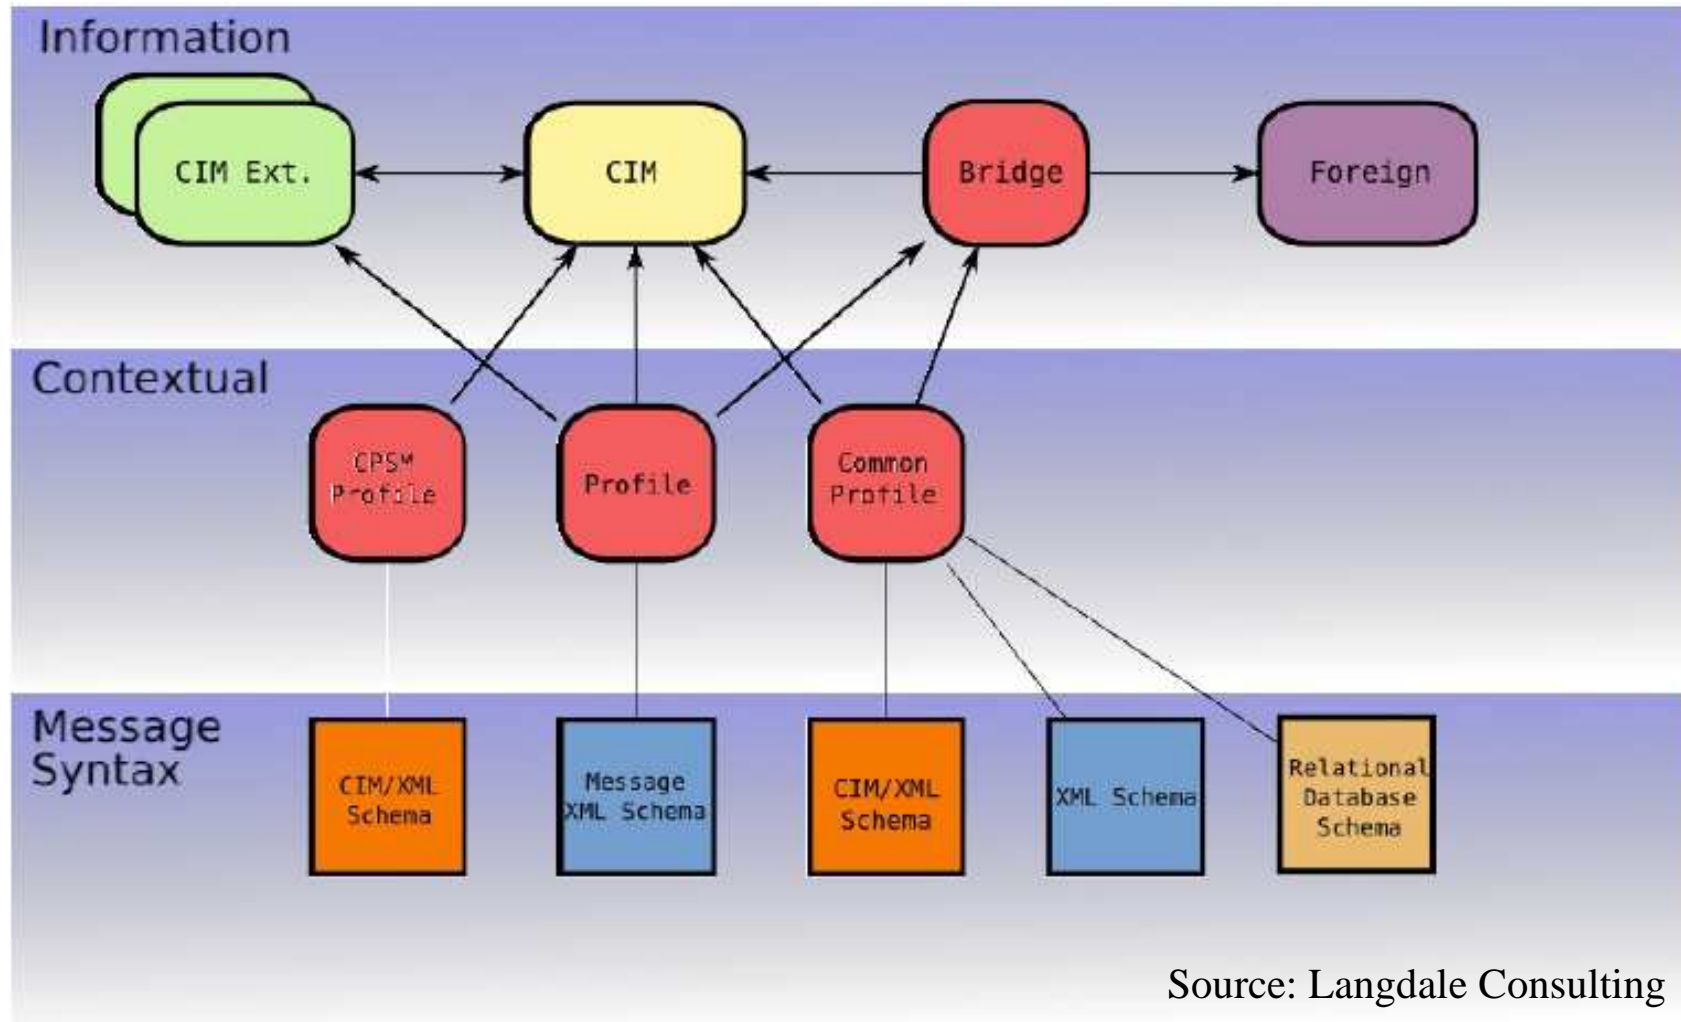 Information
CIM Ext.
CIM
Bridge
Foreign
Contextual
CPSM
Profile
Profile
Common
Profile
Message
Syntax
CIM/XML
Schema
Message
XML Schema
CIM/XML
Schema
XML Schema
Relational
Database
Schema
Source: Langdale Consulting